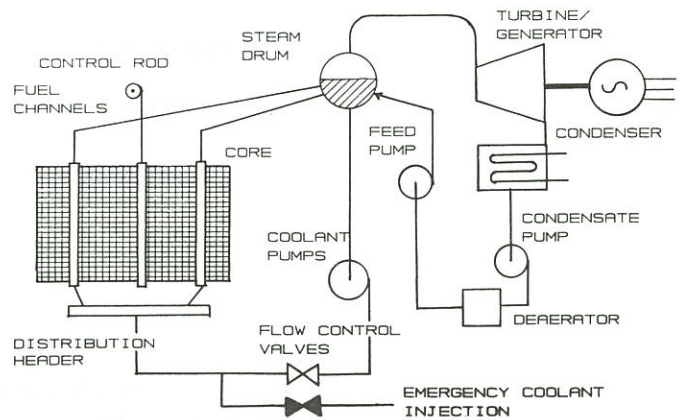 TURBINE/
GENERATOR
STEAM
DRUM
CONTROL ROD
FUEL
CHANNELS
CORE
FEED
PUMP
CONDENSER
COOLANT
PUMPS
CONDENSATE
PUMP
DEAERATOR
FLOW CONTROL
VALVES
DISTRIBUTION
HEADER
EMERGENCY COOLANT
INJECTION